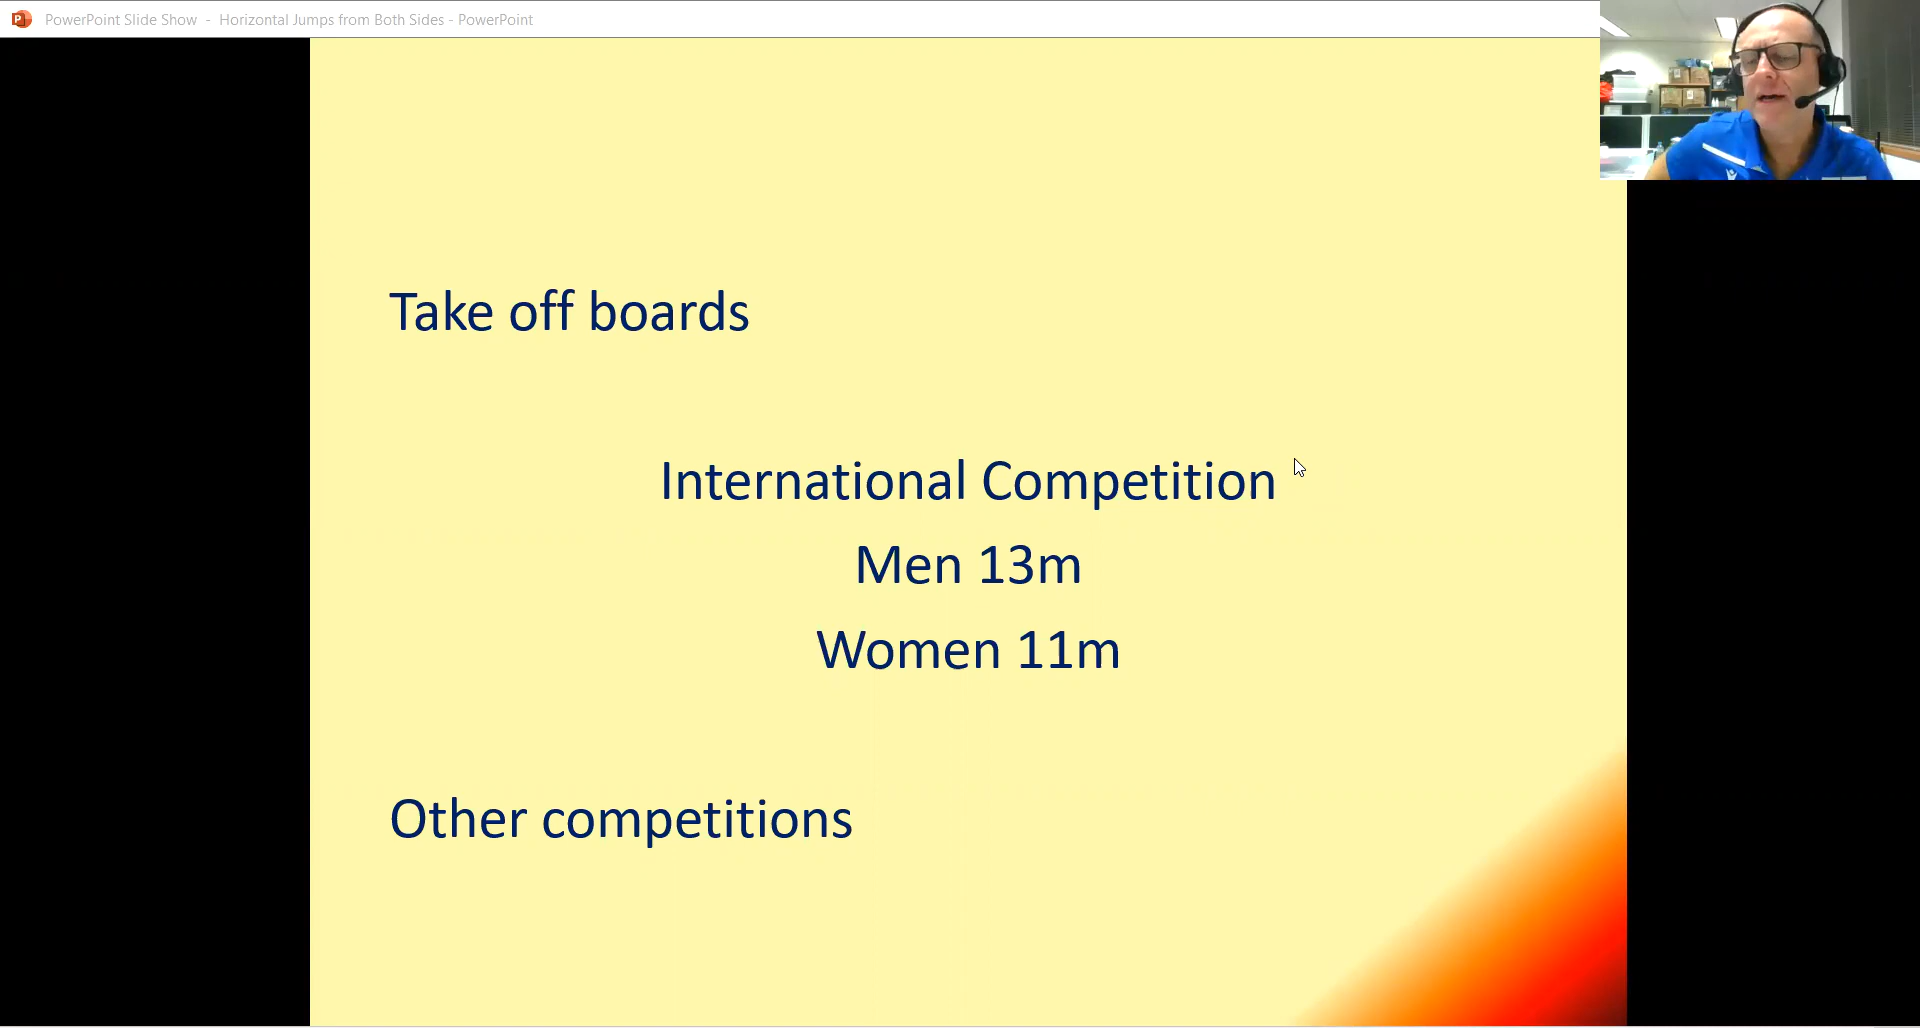 PowerPoint Slide Show - Horizontal Jumps from Both Sides - PowerPoint
Take off boards
International Competition
Men 13m
Women 11m
Other competitions